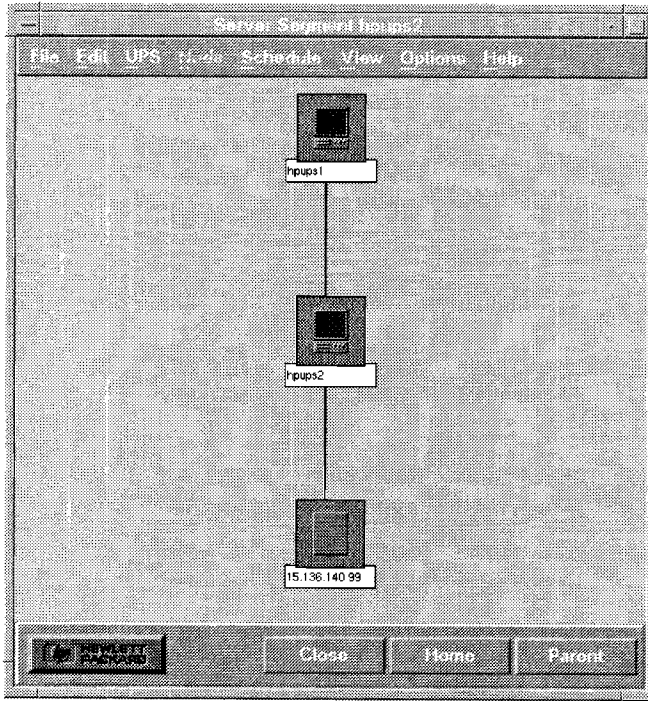 Server Segment hpups2
File Edit UPS Node Schedule View Options Help
hpups1
hpups2
15.136.140.99
hp HEWLETT PACKARD
Close Home Parent